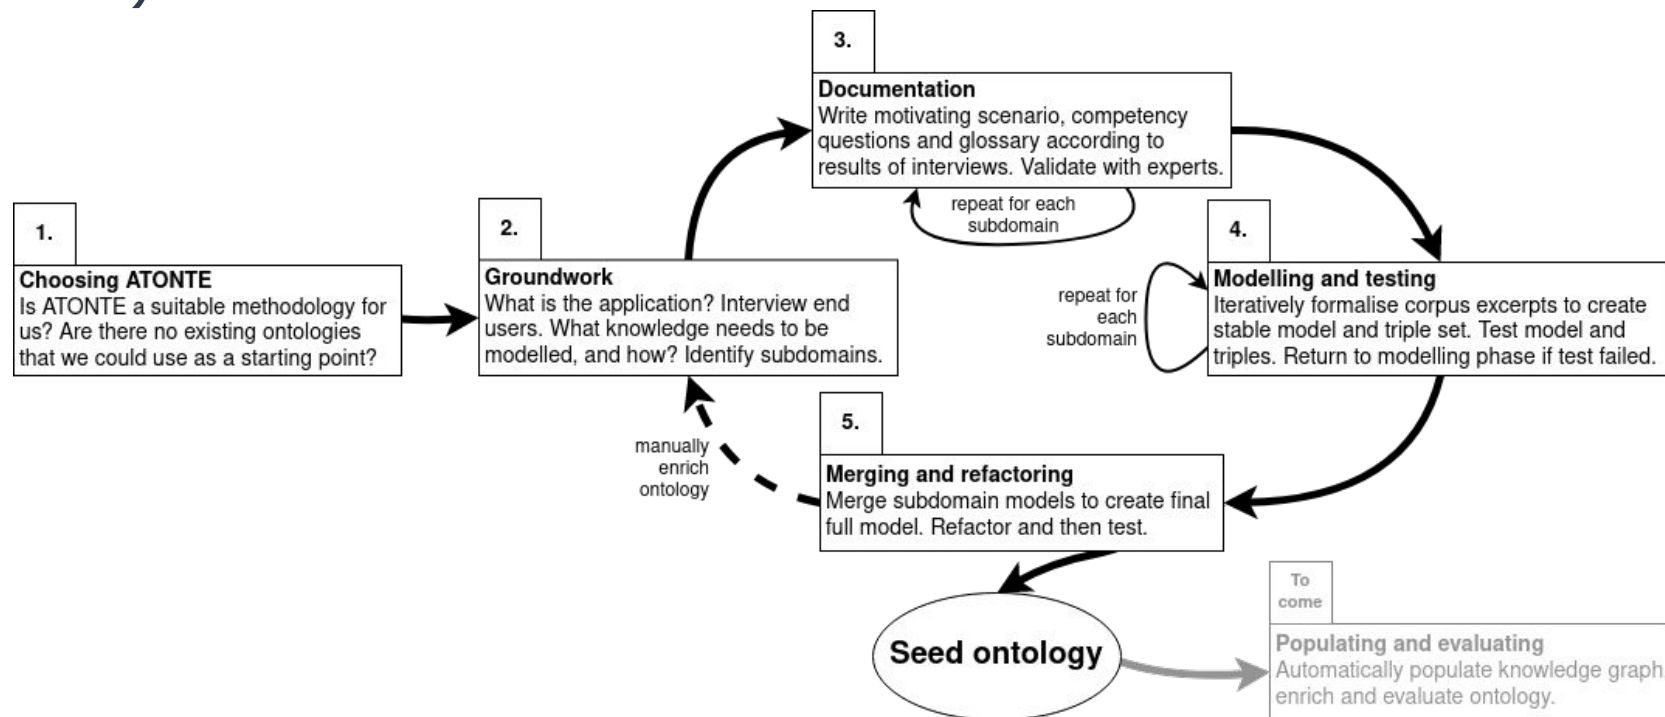 1.
Choosing ATONTE
Is ATONTE a suitable methodology for
us? Are there no existing ontologies
that we could use as a starting point?
2.
Groundwork
What is the application? Interview end
users. What knowledge needs to be
modelled, and how? Identify subdomains.
3.
Documentation
Write motivating scenario, competency
questions and glossary according to
results of interviews. Validate with experts.
repeat for each
subdomain
4.
Modelling and testing
Iteratively formalise corpus excerpts to create
stable model and triple set. Test model and
triples. Return to modelling phase if test failed.
repeat for
each
subdomain
5.
Merging and refactoring
Merge subdomain models to create final
full model. Refactor and then test.
manually
enrich
ontology
Seed ontology
To
come
Populating and evaluating
Automatically populate knowledge graph
enrich and evaluate ontology.